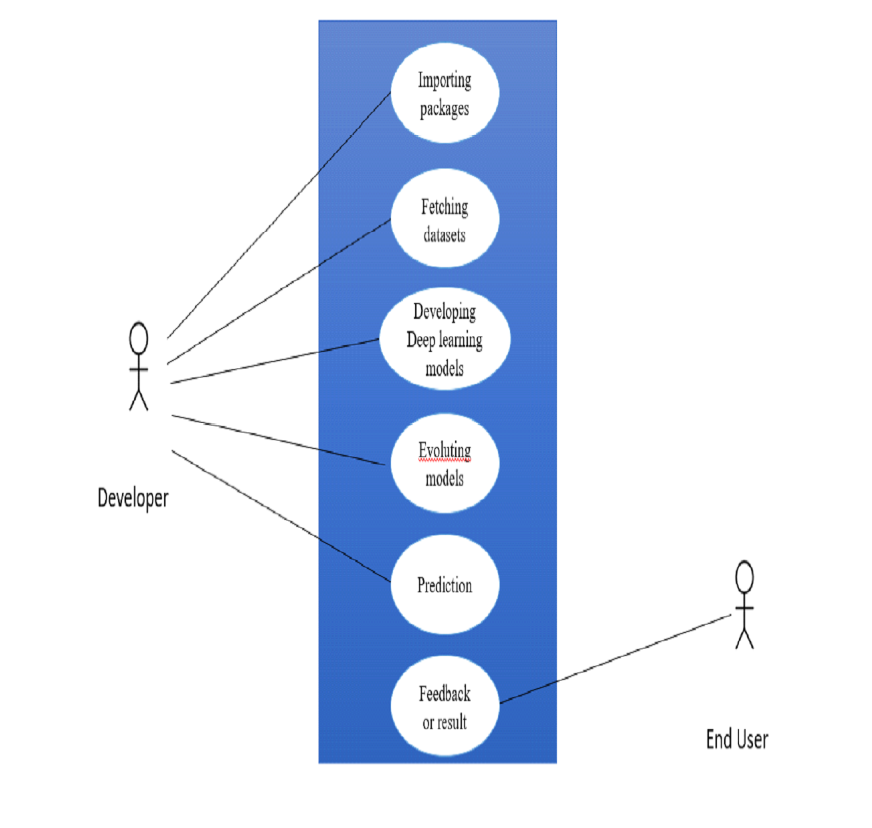 Importing
packages
Fetching
datasets
Developing
Deep learning
models
Evoluting
models
Developer
Prediction
Feedback
or result
End User